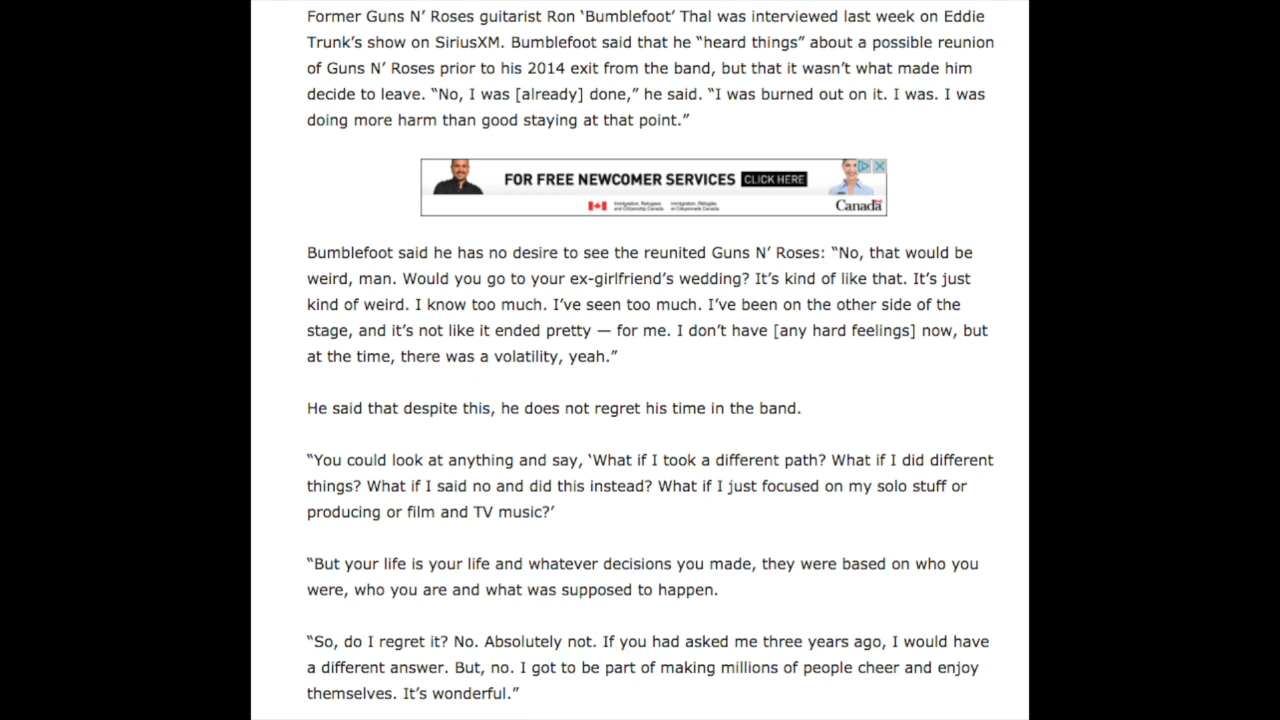 Former Guns N’ Roses guitarist Ron ‘Bumblefoot’ Thal was interviewed last week on Eddie
Trunk’s show on SiriusXM. Bumblefoot said that he “heard things” about a possible reunion
of Guns N’ Roses prior to his 2014 exit from the band, but that it wasn’t what made him
decide to leave. “No, I was [already] done,” he said. “I was burned out on it. I was. I was
doing more harm than good staying at that point.”
FOR FREE NEWCOMER SERVICES CLICK HERE
Immigration, Refugees Immigration, Réfugiés
and Citizenship Canada et Citoyenneté Canada
Canada
Bumblefoot said he has no desire to see the reunited Guns N’ Roses: “No, that would be
weird, man. Would you go to your ex-girlfriend’s wedding? It’s kind of like that. It’s just
kind of weird. I know too much. I’ve seen too much. I’ve been on the other side of the
stage, and it’s not like it ended pretty — for me. I don’t have [any hard feelings] now, but
at the time, there was a volatility, yeah.”
He said that despite this, he does not regret his time in the band.
“You could look at anything and say, ‘What if I took a different path? What if I did different
things? What if I said no and did this instead? What if I just focused on my solo stuff or
producing or film and TV music?’
“But your life is your life and whatever decisions you made, they were based on who you
were, who you are and what was supposed to happen.
“So, do I regret it? No. Absolutely not. If you had asked me three years ago, I would have
a different answer. But, no. I got to be part of making millions of people cheer and enjoy
themselves. It’s wonderful.”